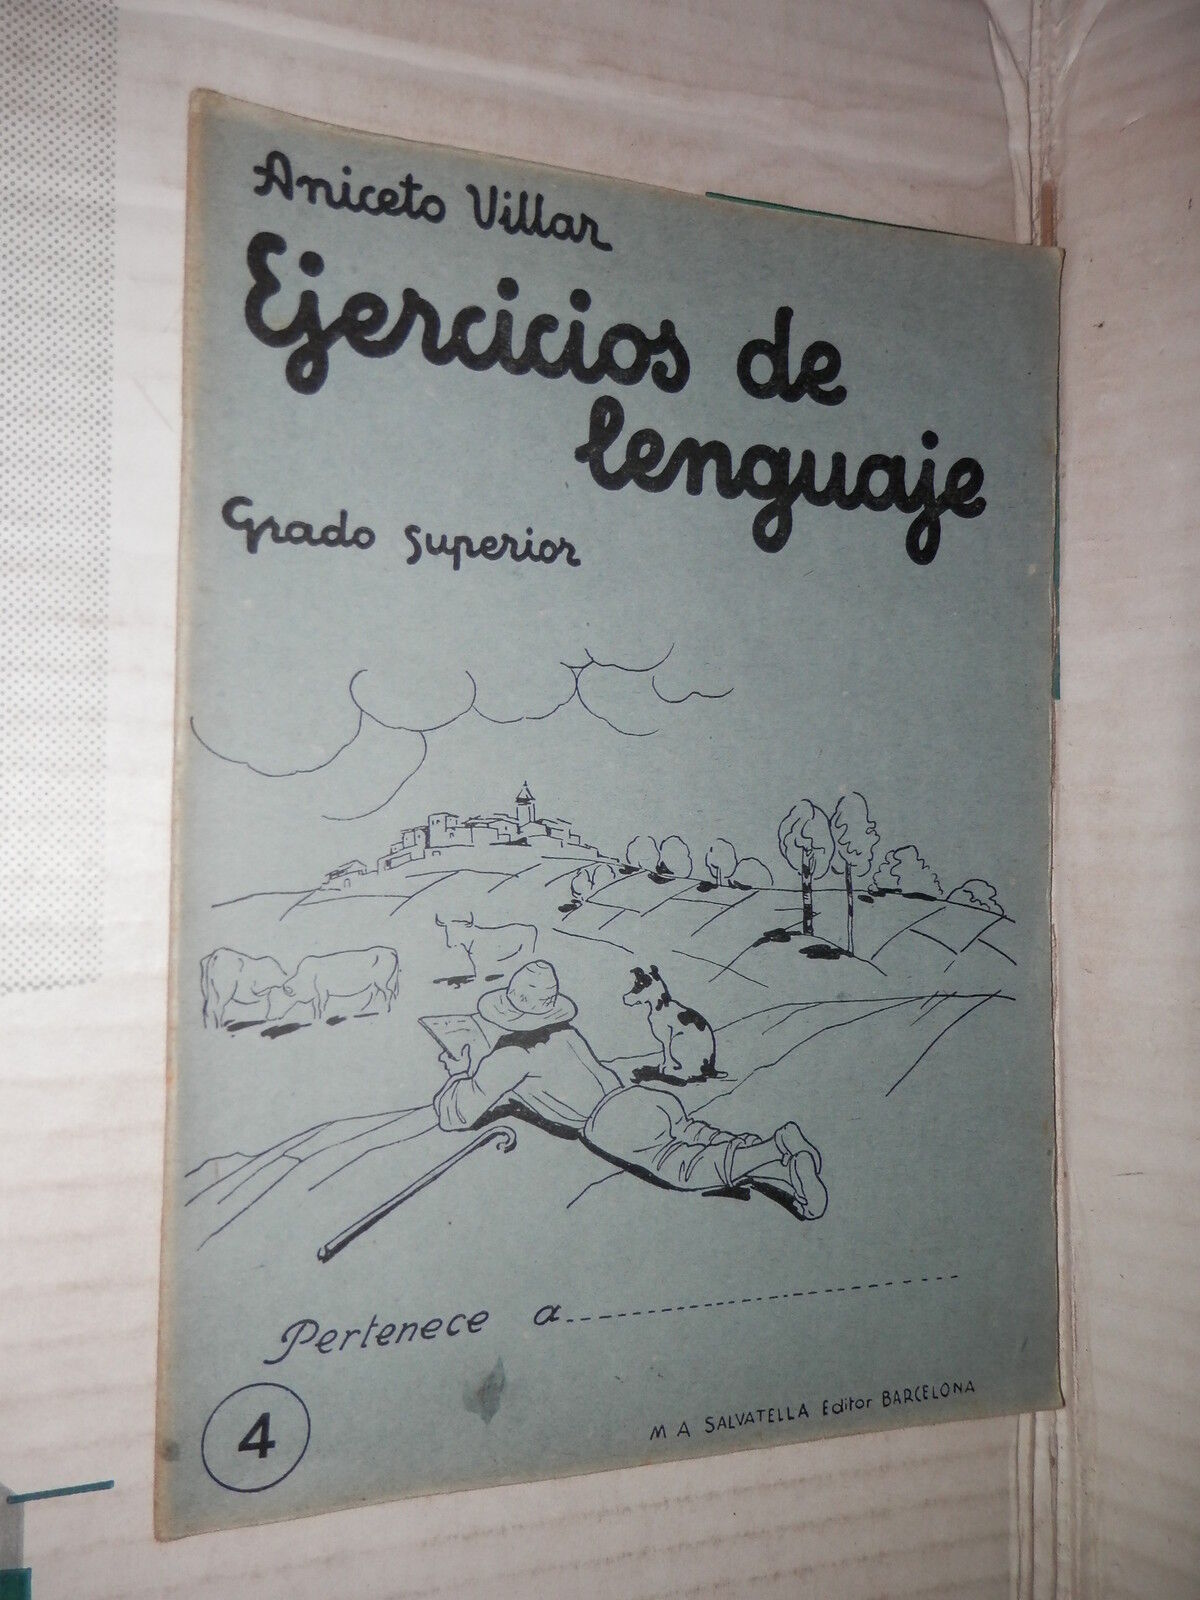 Aniceto Villar
Ejercicios de
lenguaje
Grado superior
Pertenece a
4
M A SALVATELLA Editor BARCELONA